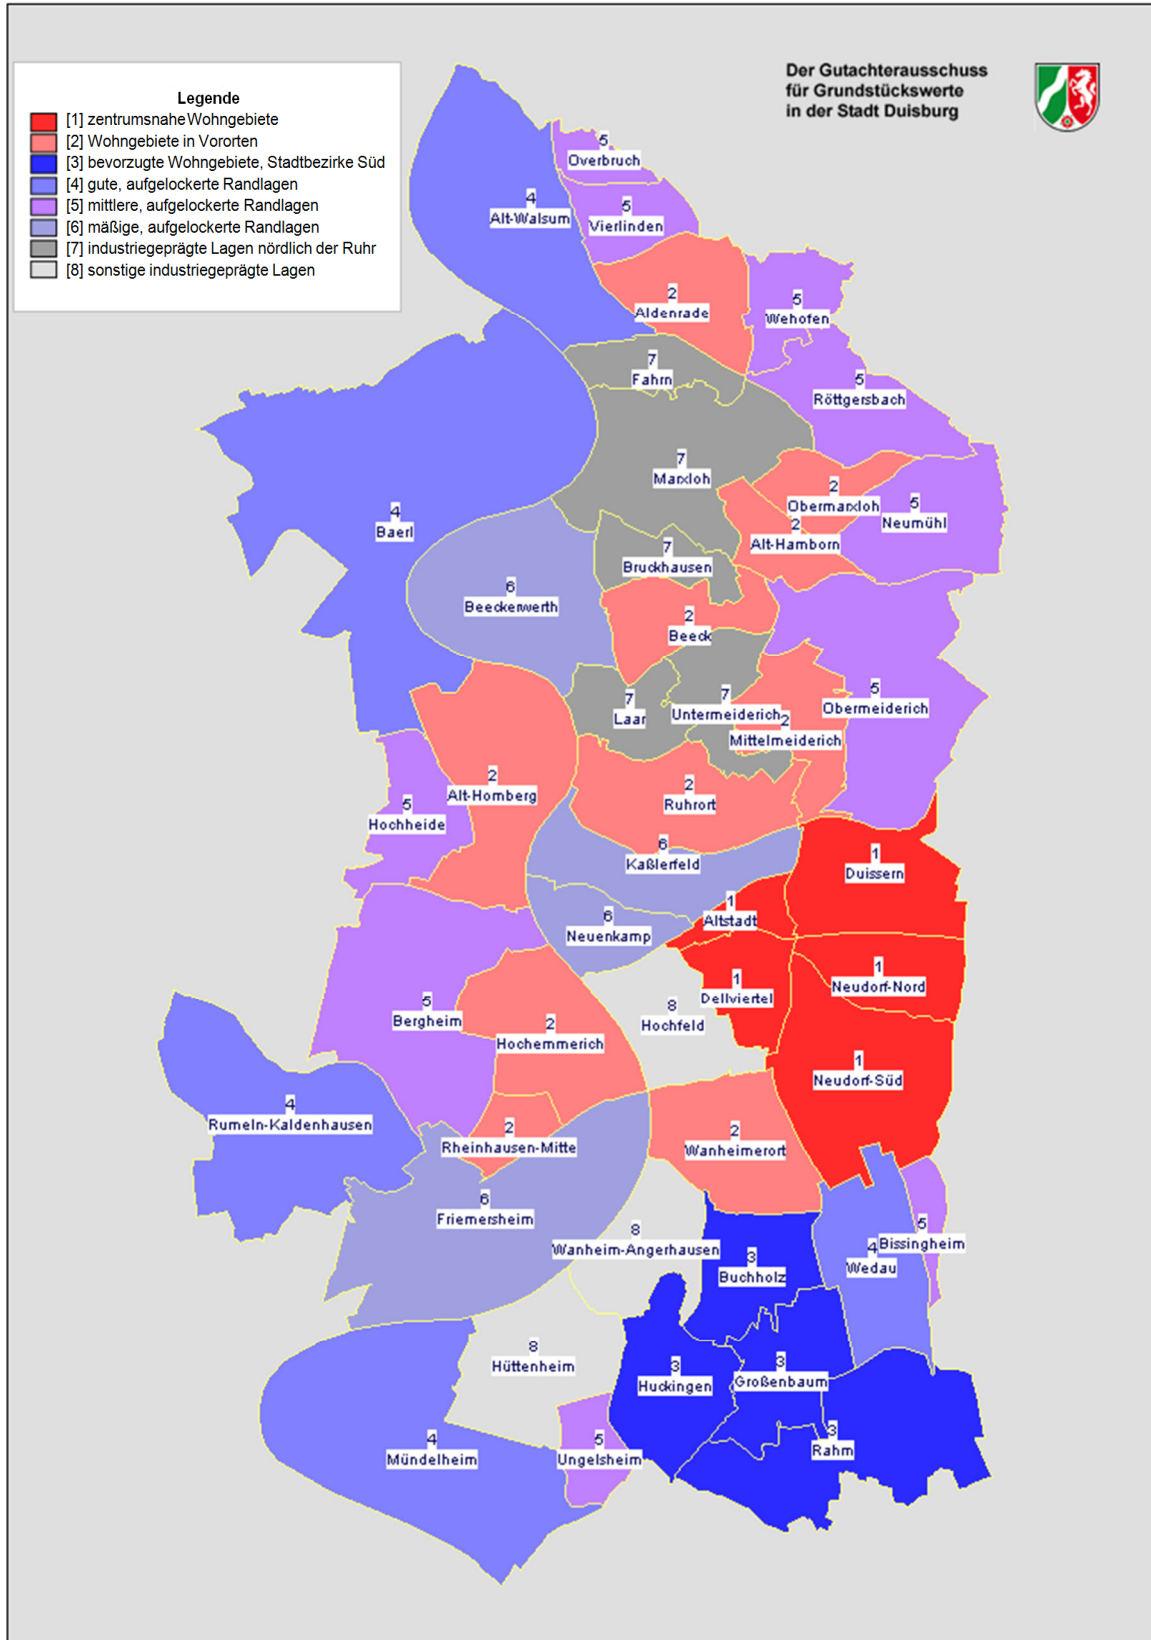 Der Gutachterausschuss
für Grundstückswerte
in der Stadt Duisburg
Legende
[1] zentrumsnahe Wohngebiete
[2] Wohngebiete in Vororten
[3] bevorzugte Wohngebiete, Stadtbezirke Süd
[4] gute, aufgelockerte Randlagen
[5] mittlere, aufgelockerte Randlagen
[6] mäßige, aufgelockerte Randlagen
[7] industriegeprägte Lagen nördlich der Ruhr
[8] sonstige industriegeprägte Lagen
5
Overbruch
4
Alt-Walsum
5
Vierlinden
2
Aldenrade
5
Wehofen
7
Fahrn
5
Röttgersbach
7
Marxloh
2
Obermarxloh
5
Neumühl
4
Baerl
2
Alt-Hamborn
7
Bruckhausen
6
Beeckerwerth
2
Beeck
5
Obermeiderich
7
Laar
7
Untermeiderich
2
Mittelmeiderich
2
Alt-Homberg
2
Ruhrort
5
Hochheide
6
Kaßlerfeld
1
Duissern
1
Altstadt
6
Neuenkamp
1
Neudorf-Nord
1
Dellviertel
5
Bergheim
8
Hochfeld
2
Hochemmerich
1
Neudorf-Süd
4
Rumeln-Kaldenhausen
2
Rheinhausen-Mitte
2
Wanheimerort
6
Friemersheim
8
Wanheim-Angerhausen
5
Bissingheim
4
Wedau
3
Buchholz
8
Hüttenheim
3
Huckingen
3
Großenbaum
3
Rahm
4
Mündelheim
5
Ungelsheim